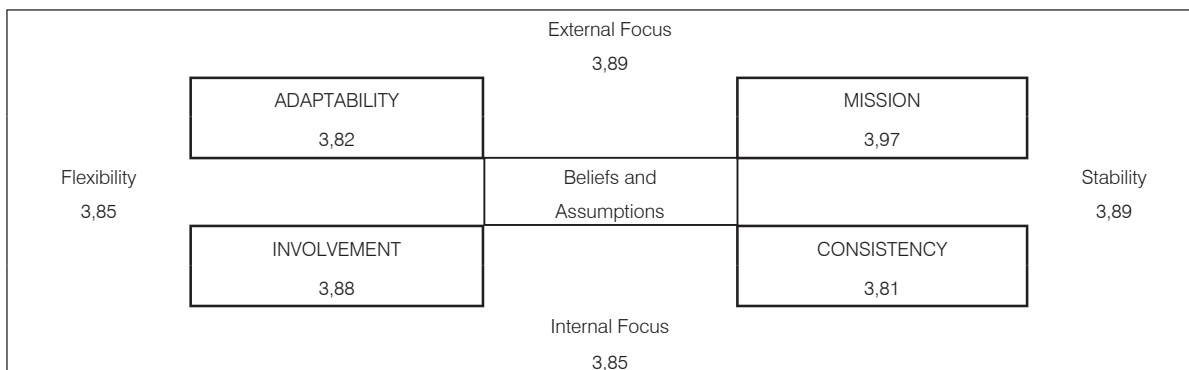 External Focus
3,89
ADAPTABILITY
MISSION
3,82
3,97
Flexibility
Beliefs and
Stability
3,85
Assumptions
3,89
INVOLVEMENT
CONSISTENCY
3,88
3,81
Internal Focus
3,85